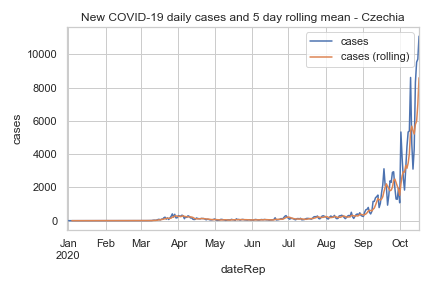 New COVID-19 daily cases and 5 day rolling mean - Czechia
cases
cases (rolling)
10000
8000
6000
4000
2000
0
cases
Jan Feb Mar Apr May Jun Jul Aug Sep Oct
2020
dateRep